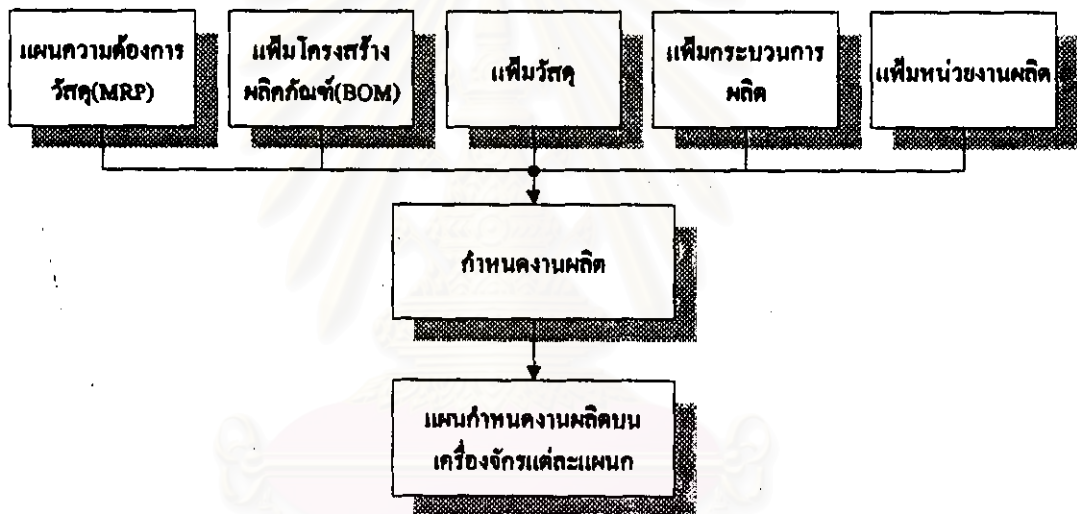 แผนความต้องการ
วัสดุ(MRP)
แฟ้มโครงสร้าง
ผลิตภัณฑ์(BOM)
แฟ้มวัสดุ
แฟ้มกระบวนการ
ผลิต
แฟ้มหน่วยงานผลิต
กำหนดงานผลิต
แผนกำหนดงานผลิตบน
เครื่องจักรแต่ละแผนก